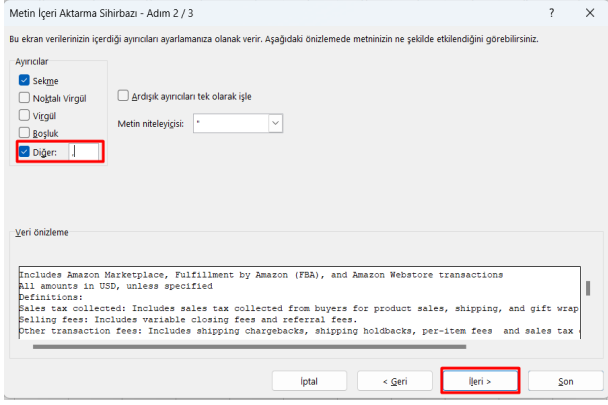 Metin İçeri Aktarma Sihirbazı - Adım 2 / 3
Bu ekran verilerinizin içerdiği ayırıcıları ayarlamanıza olanak verir. Aşağıdaki önizlemede metninizin ne şekilde etkilendiğini görebilirsiniz.
Ayırıcılar
Sekme
Noktalı Virgül
Virgül
Boşluk
Diğer: .
Ardışık ayırıcıları tek olarak işle
Metin niteleyicisi: "
Veri önizleme
Includes Amazon Marketplace, Fulfillment by Amazon (FBA), and Amazon Webstore transactions
All amounts in USD, unless specified
Definitions:
Sales tax collected: Includes sales tax collected from buyers for product sales, shipping, and gift wrap
Selling fees: Includes variable closing fees and referral fees.
Other transaction fees: Includes shipping chargebacks, shipping holdbacks, per-item fees and sales tax
İptal
< Geri
İleri >
Son